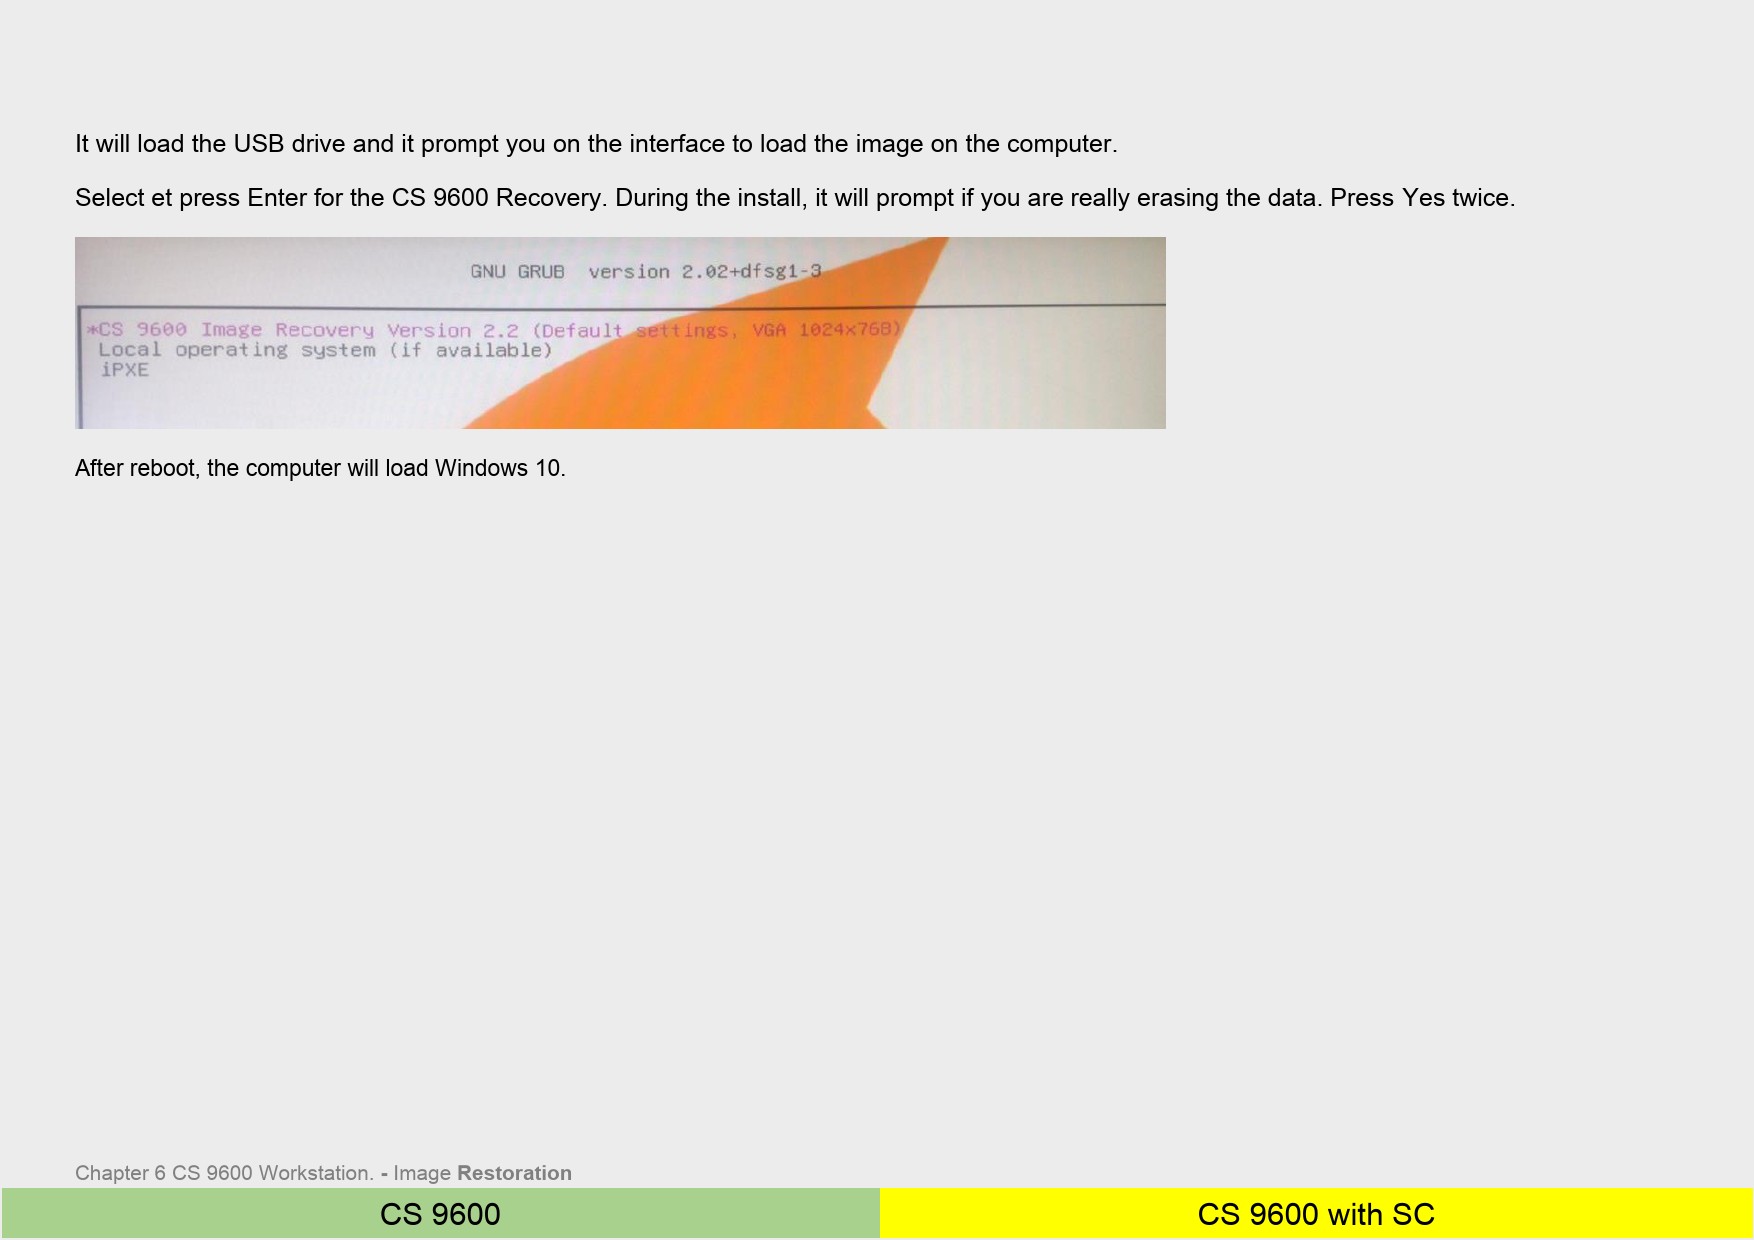 It will load the USB drive and it prompt you on the interface to load the image on the computer.
Select et press Enter for the CS 9600 Recovery. During the install, it will prompt if you are really erasing the data. Press Yes twice.
GNU GRUB version 2.02+dfsg1-3
*CS 9600 Image Recovery Version 2.2 (Default settings, VGA 1024x768)
Local operating system (if available)
iPXE
After reboot, the computer will load Windows 10.
Chapter 6 CS 9600 Workstation. - Image Restoration
CS 9600
CS 9600 with SC